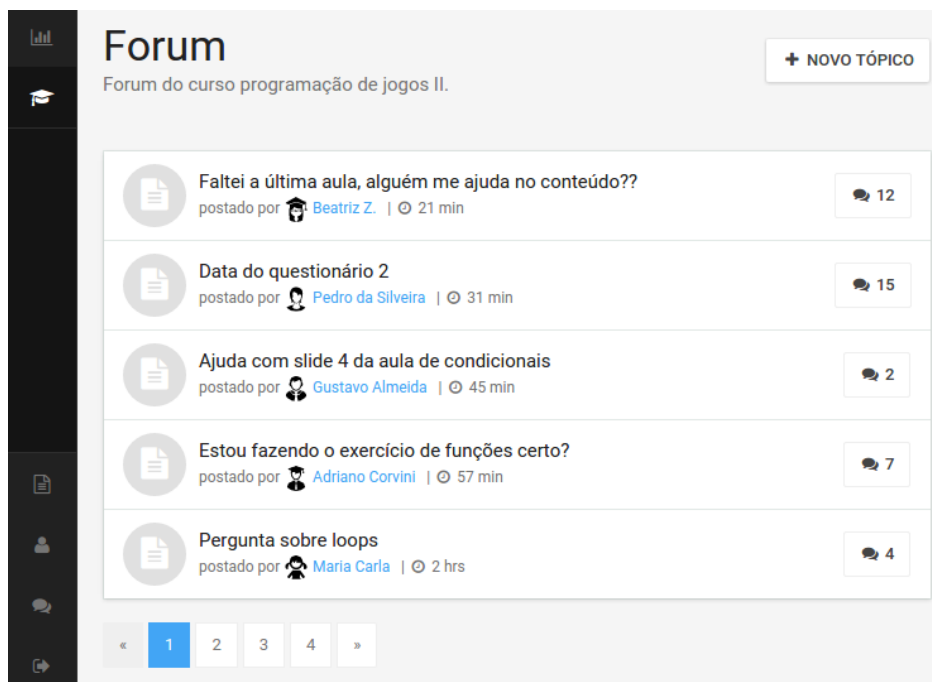 Forum
Forum do curso programação de jogos II.
+ NOVO TÓPICO
Faltei a última aula, alguém me ajuda no conteúdo??
postado por Beatriz Z. | 21 min
12
Data do questionário 2
postado por Pedro da Silveira | 31 min
15
Ajuda com slide 4 da aula de condicionais
postado por Gustavo Almeida | 45 min
2
Estou fazendo o exercício de funções certo?
postado por Adriano Corvini | 57 min
7
Pergunta sobre loops
postado por Maria Carla | 2 hrs
4
« 1 2 3 4 »